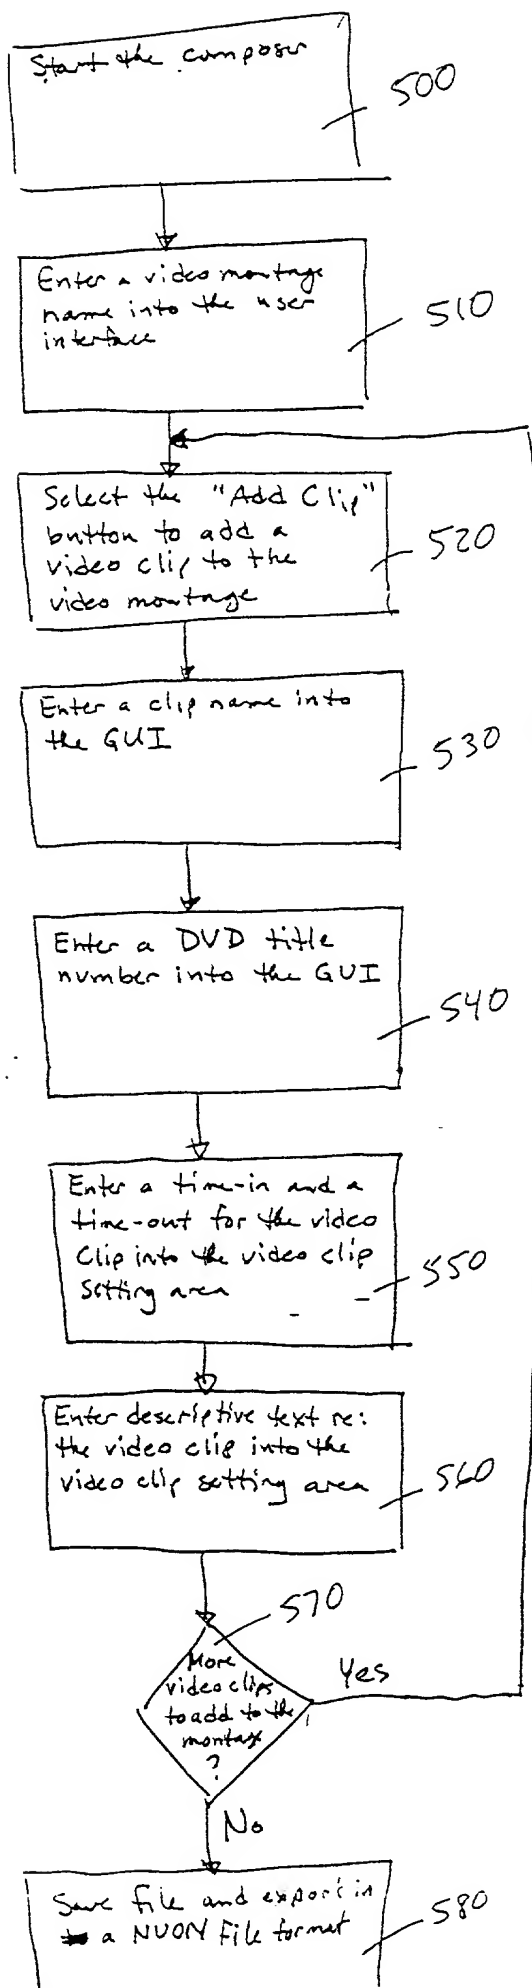 Start the composer
500
Enter a video montage
name into the user
interface
510
Select the "Add Clip"
button to add a
video clip to the
video montage
520
Enter a clip name into
the GUI
530
Enter a DVD title
number into the GUI
540
Enter a time-in and a
time-out for the video
Clip into the video clip
setting area
550
Enter descriptive text re:
the video clip into the
video clip setting area
560
570
More
video clips
to add to the
montage
?
Yes
No
Save file and export in
a NUON file format
580